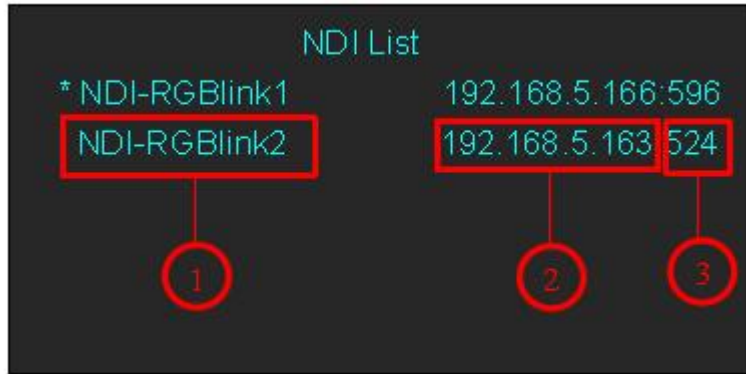 NDI List
* NDI-RGBlink1 192.168.5.166:596
NDI-RGBlink2 192.168.5.163:524
1 2 3